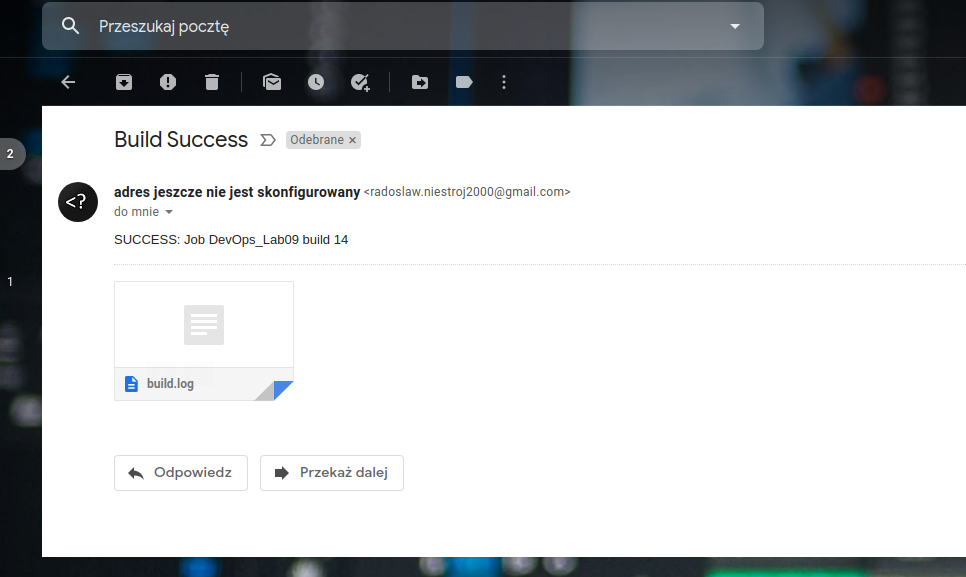 Przeszukaj pocztę
Build Success Odebrane ×
2
<? adres jeszcze nie jest skonfigurowany <radoslaw.niestroj2000@gmail.com>
do mnie
SUCCESS: Job DevOps_Lab09 build 14
1
build.log
Odpowiedz Przekaż dalej